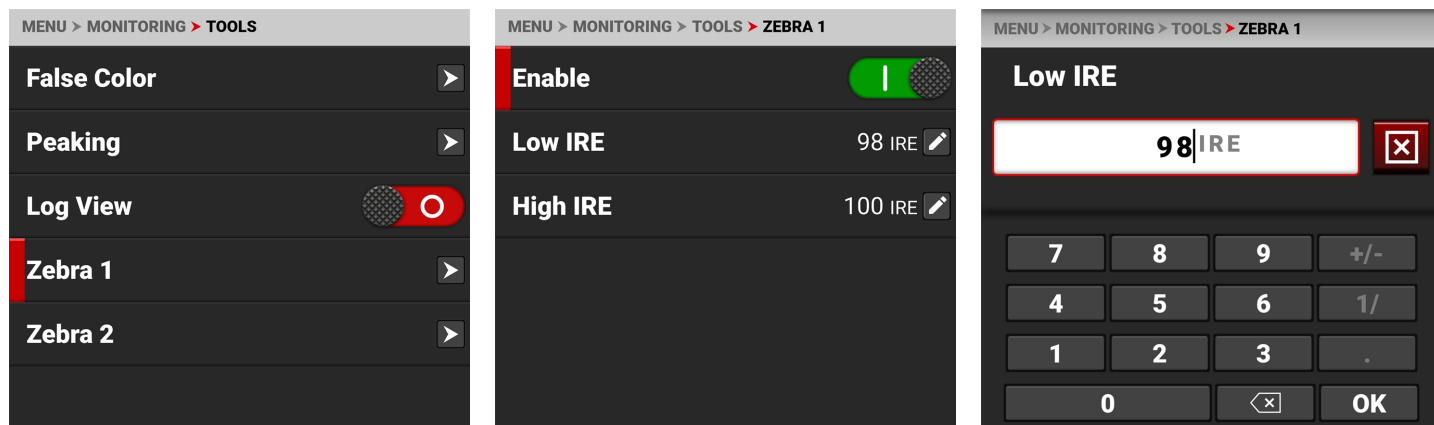 MENU > MONITORING > TOOLS
False Color
Peaking
Log View
Zebra 1
Zebra 2
MENU > MONITORING > TOOLS > ZEBRA 1
Enable
Low IRE 98 IRE
High IRE 100 IRE
MENU > MONITORING > TOOLS > ZEBRA 1
Low IRE
98 IRE
7 8 9 +/-
4 5 6 1/
1 2 3 .
0 OK